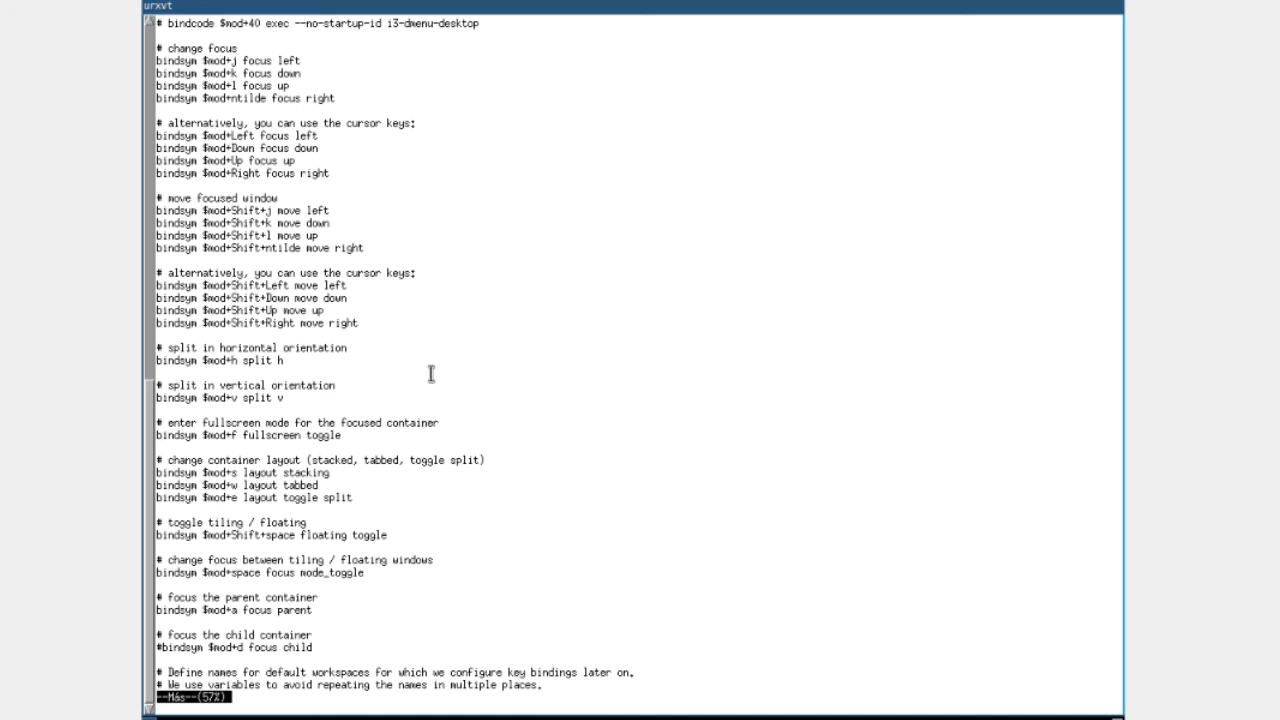 urxvt
# bindcode $mod+40 exec --no-startup-id i3-dmenu-desktop
# change focus
bindsym $mod+j focus left
bindsym $mod+k focus down
bindsym $mod+l focus up
bindsym $mod+ntilde focus right
# alternatively, you can use the cursor keys:
bindsym $mod+Left focus left
bindsym $mod+Down focus down
bindsym $mod+Up focus up
bindsym $mod+Right focus right
# move focused window
bindsym $mod+Shift+j move left
bindsym $mod+Shift+k move down
bindsym $mod+Shift+l move up
bindsym $mod+Shift+ntilde move right
# alternatively, you can use the cursor keys:
bindsym $mod+Shift+Left move left
bindsym $mod+Shift+Down move down
bindsym $mod+Shift+Up move up
bindsym $mod+Shift+Right move right
# split in horizontal orientation
bindsym $mod+h split h
# split in vertical orientation
bindsym $mod+v split v
# enter fullscreen mode for the focused container
bindsym $mod+f fullscreen toggle
# change container layout (stacked, tabbed, toggle split)
bindsym $mod+s layout stacking
bindsym $mod+w layout tabbed
bindsym $mod+e layout toggle split
# toggle tiling / floating
bindsym $mod+Shift+space floating toggle
# change focus between tiling / floating windows
bindsym $mod+space focus mode_toggle
# focus the parent container
bindsym $mod+a focus parent
# focus the child container
#bindsym $mod+d focus child
# Define names for default workspaces for which we configure key bindings later on.
# We use variables to avoid repeating the names in multiple places.
--Más--(57%)